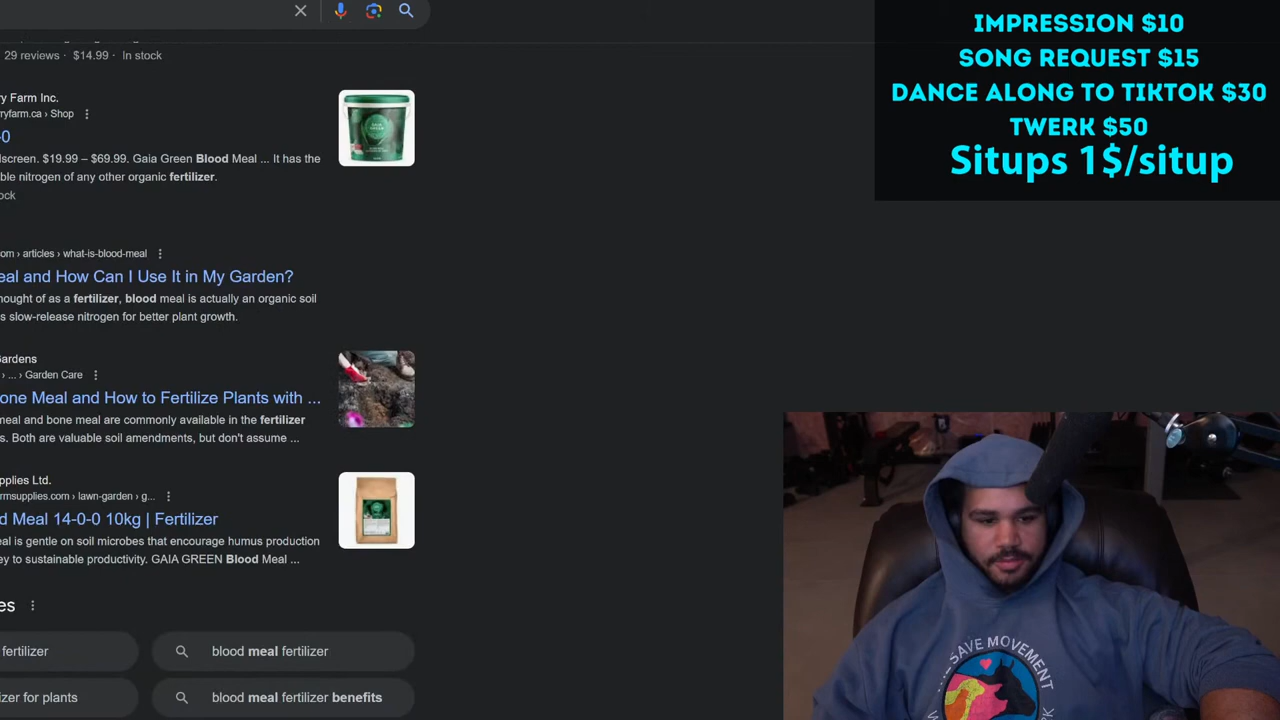 29 reviews · $14.99 · In stock
ry Farm Inc.
rryfarm.ca › Shop
-0
lscreen. $19.99 – $69.99. Gaia Green Blood Meal ... It has the
ble nitrogen of any other organic fertilizer.
ock
om › articles › what-is-blood-meal
eal and How Can I Use It in My Garden?
hought of as a fertilizer, blood meal is actually an organic soil
s slow-release nitrogen for better plant growth.
Gardens
› ... › Garden Care
one Meal and How to Fertilize Plants with ...
meal and bone meal are commonly available in the fertilizer
s. Both are valuable soil amendments, but don't assume ...
pplies Ltd.
rmsupplies.com › lawn-garden › g...
d Meal 14-0-0 10kg | Fertilizer
eal is gentle on soil microbes that encourage humus production
ey to sustainable productivity. GAIA GREEN Blood Meal ...
es
fertilizer
blood meal fertilizer
izer for plants
blood meal fertilizer benefits
IMPRESSION $10
SONG REQUEST $15
DANCE ALONG TO TIKTOK $30
TWERK $50
Situps 1$/situp
SAVE MOVEMENT